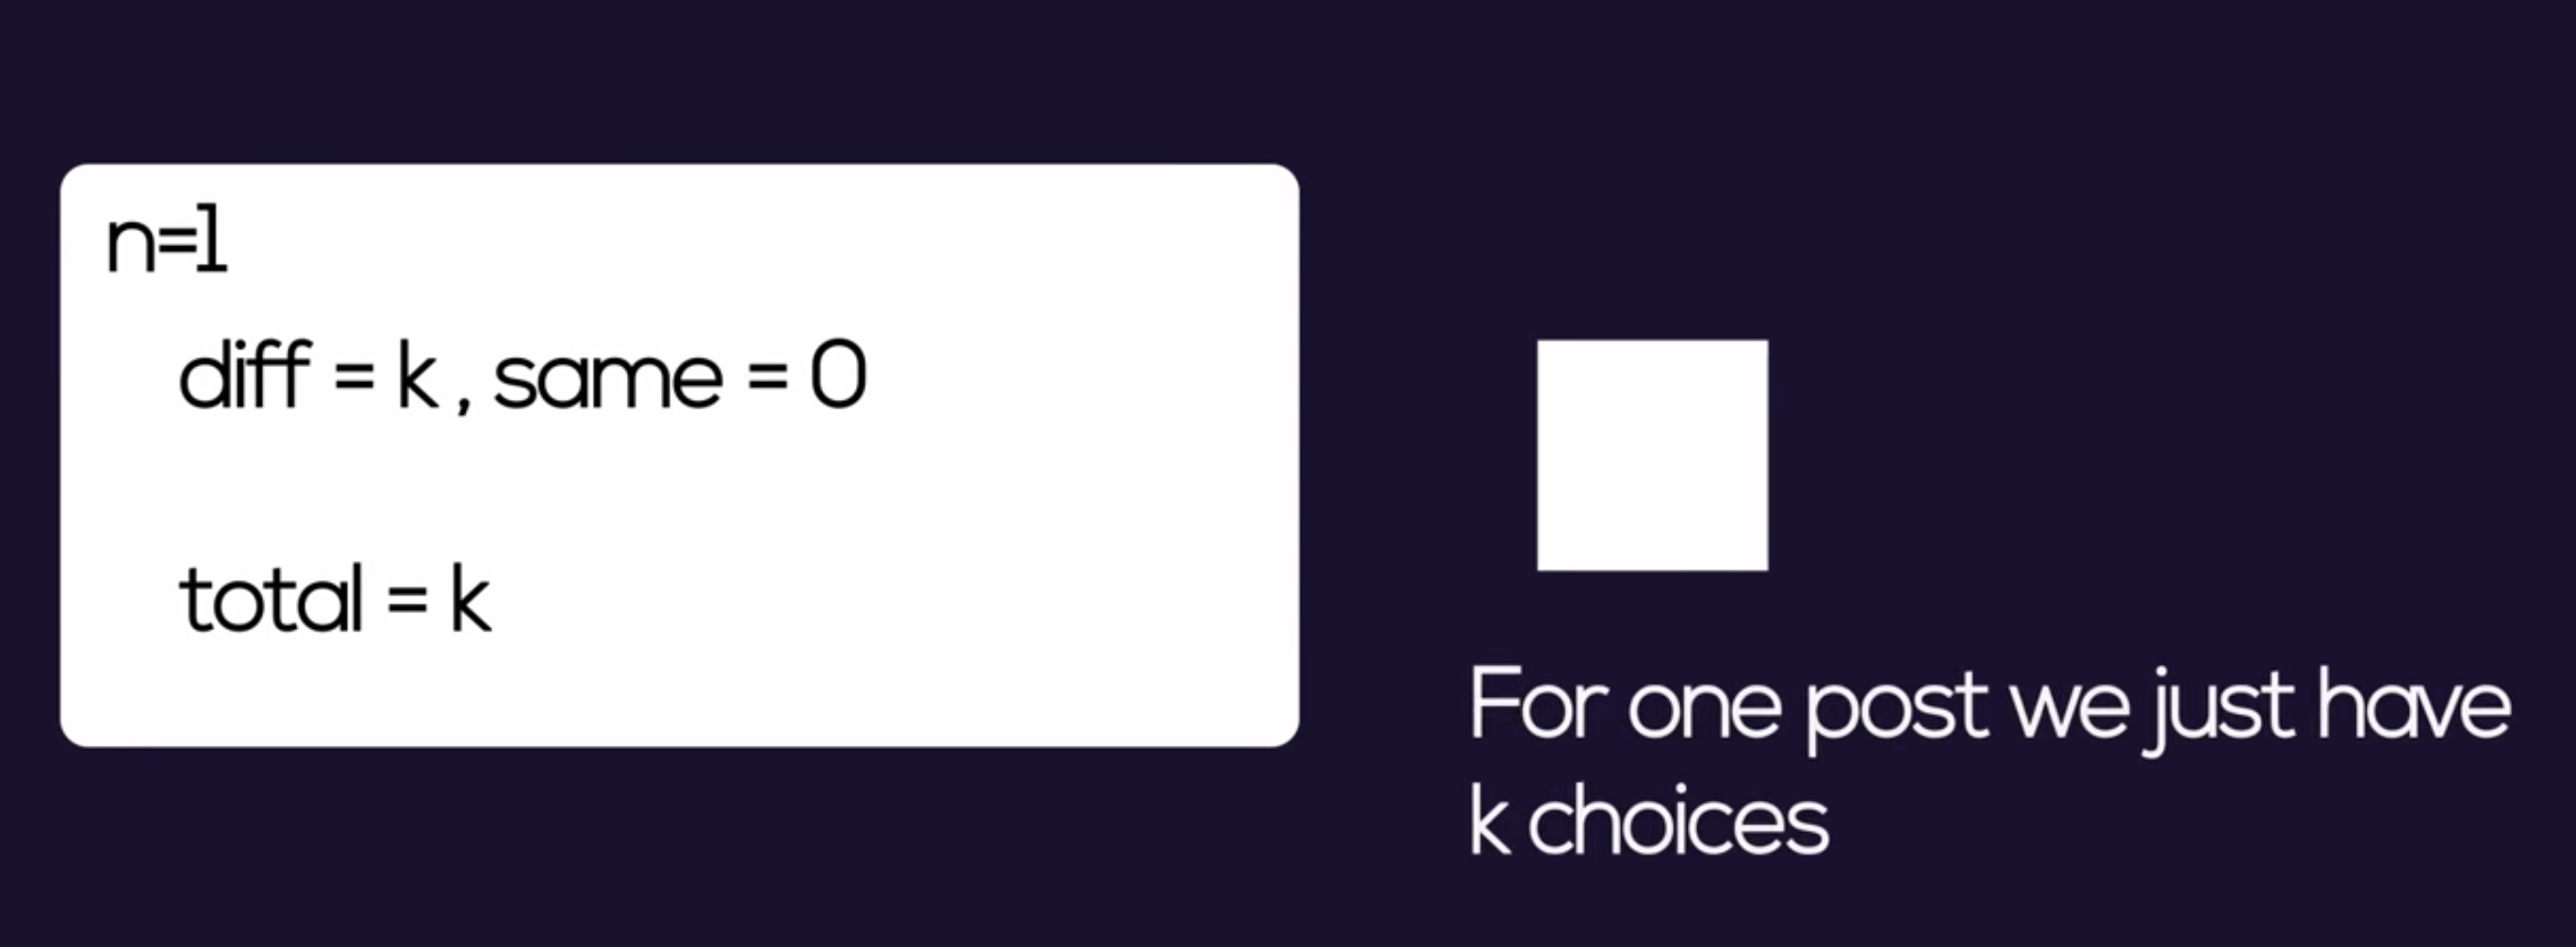 n=1
diff = k , same = 0
total = k
For one post we just have
k choices